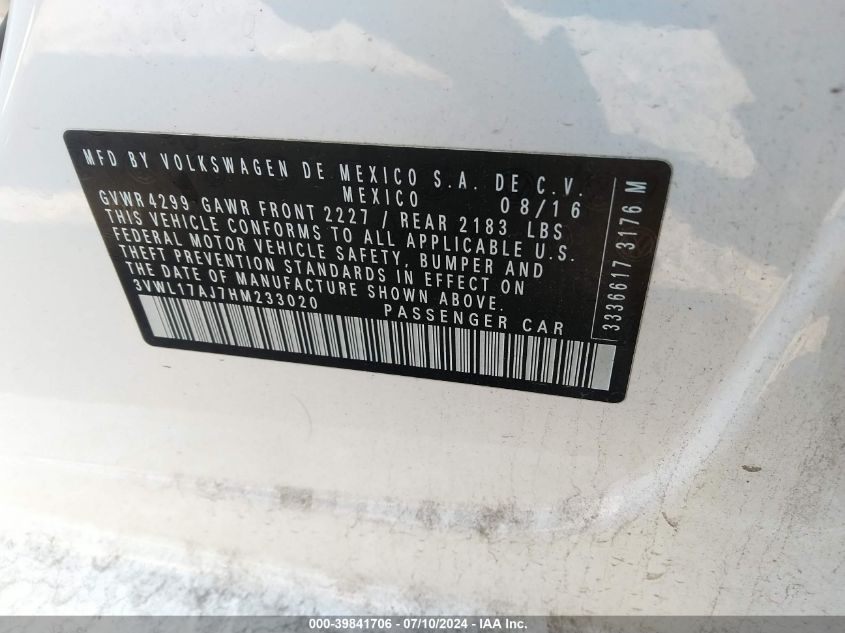 MFD BY VOLKSWAGEN DE MEXICO S.A. DE C.V.
MEXICO 08/16
GVWR 4299 GAWR FRONT 2227 / REAR 2183 LBS
THIS VEHICLE CONFORMS TO ALL APPLICABLE U.S.
FEDERAL MOTOR VEHICLE SAFETY, BUMPER AND
THEFT PREVENTION STANDARDS IN EFFECT ON
THE DATE OF MANUFACTURE SHOWN ABOVE.
3VWL17AJ7HM233020
PASSENGER CAR
3336617 3176 M
000-39841706 - 07/10/2024 - IAA Inc.